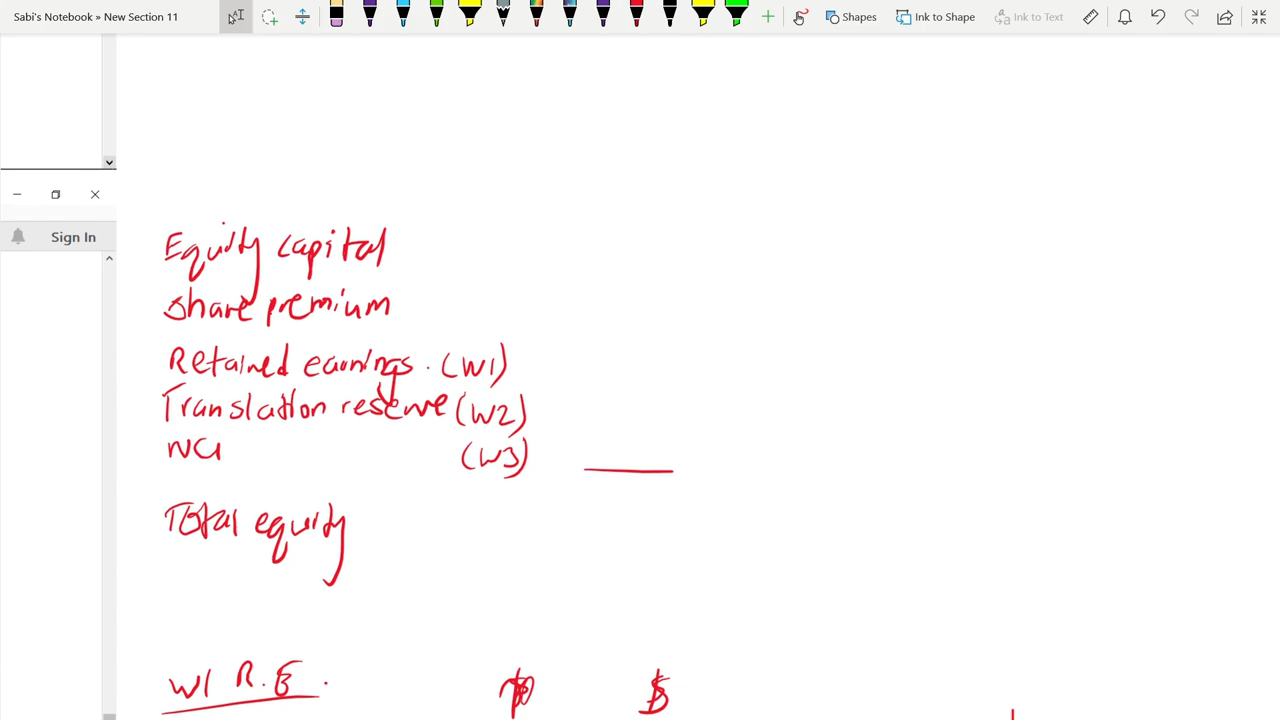 Sabi's Notebook » New Section 11
Shapes
Ink to Shape
Ink to Text
Sign In
Equity capital
Share premium
Retained earnings. (W1)
Translation reserve (W2)
NCI (W3)
Total equity
W1 R.E
$